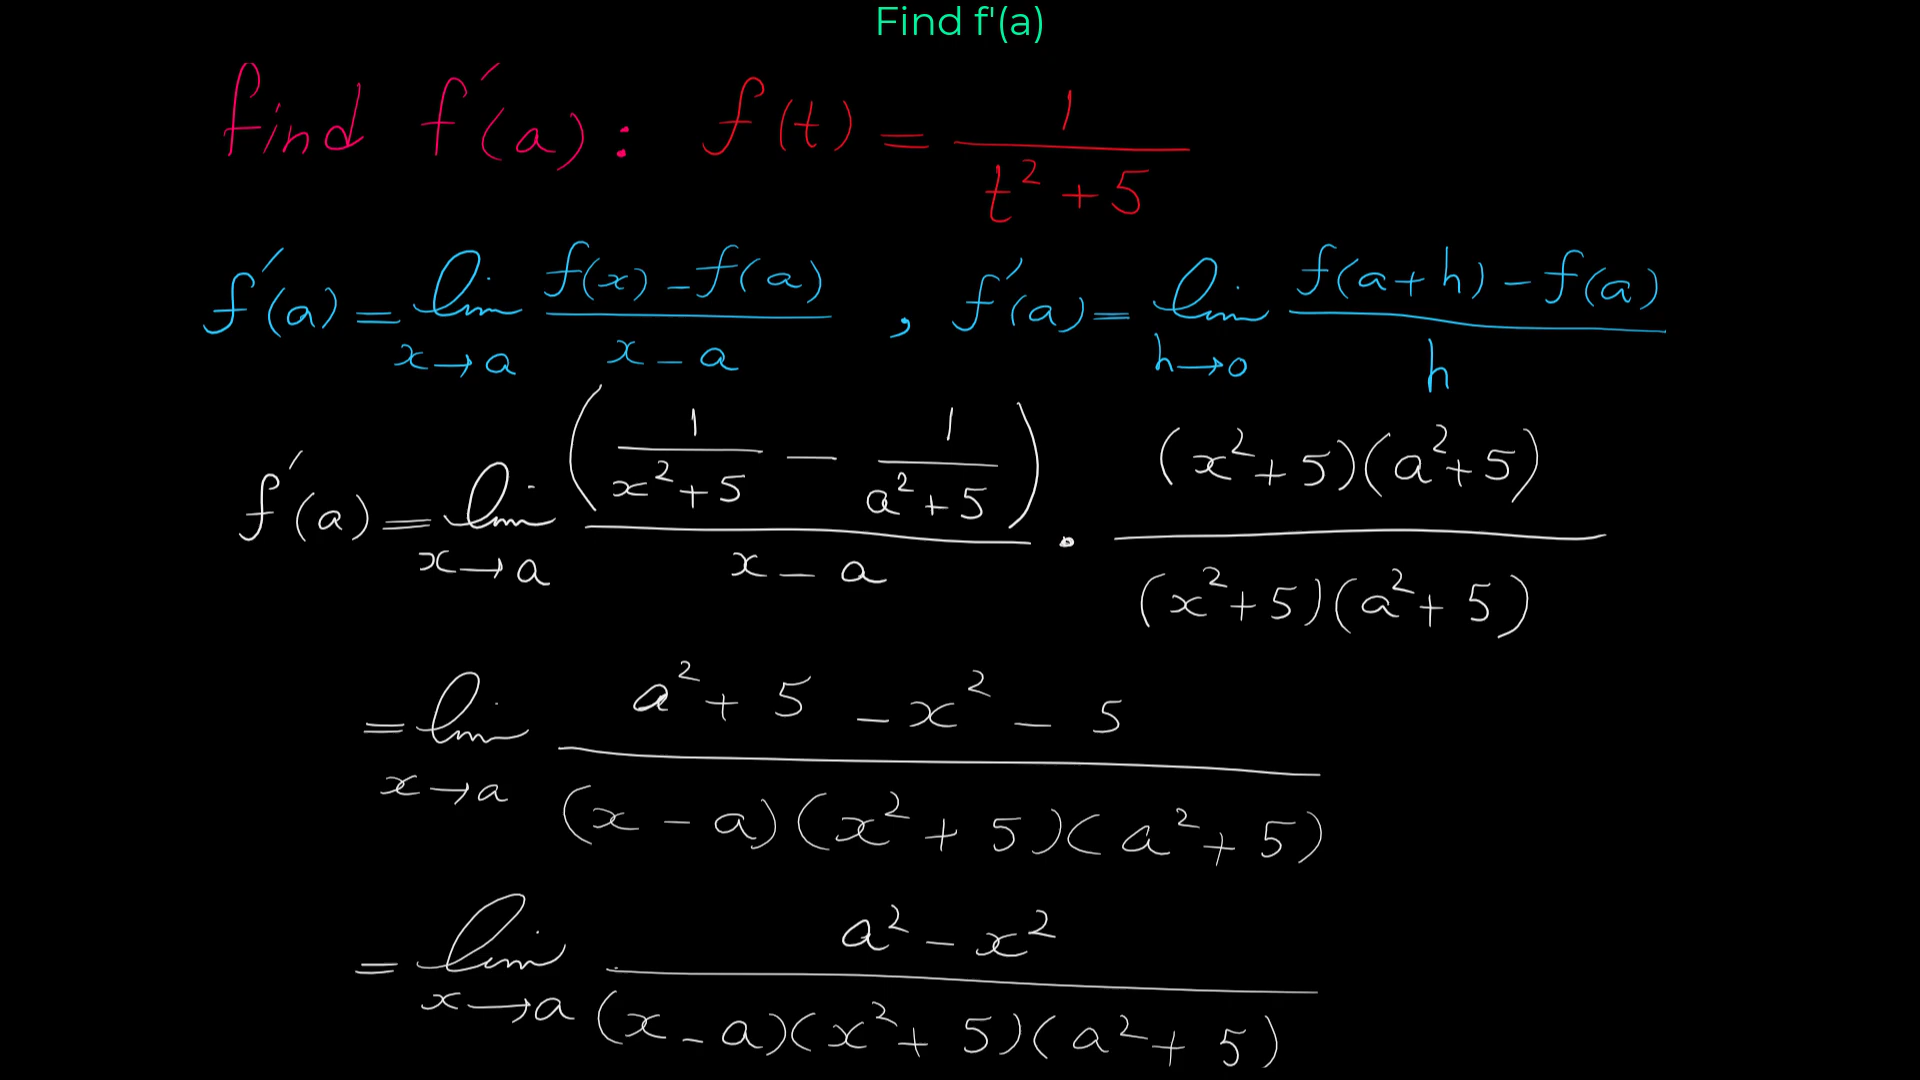 Find f'(a)
find f'(a): f(t) = 1/(t² + 5)
f'(a) = lim x→a (f(x) - f(a))/(x - a) , f'(a) = lim h→0 (f(a+h) - f(a))/h
f'(a) = lim x→a (1/(x²+5) - 1/(a²+5))/(x - a) · (x²+5)(a²+5)/((x²+5)(a²+5))
= lim x→a (a² + 5 - x² - 5)/((x - a)(x² + 5)(a² + 5))
= lim x→a (a² - x²)/((x - a)(x² + 5)(a² + 5))